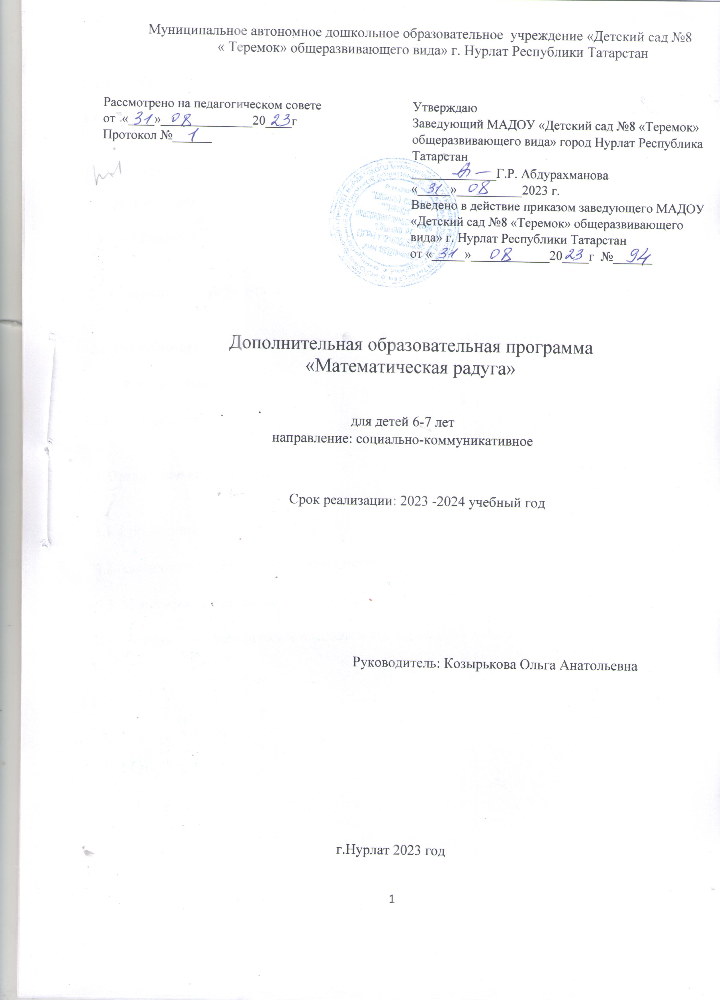 Муниципальное автономное дошкольное образовательное учреждение «Детский сад №8
« Теремок» общеразвивающего вида» г. Нурлат Республики Татарстан
Рассмотрено на педагогическом совете
от «31» 08 2023г
Протокол № 1
Утверждаю
Заведующий МАДОУ «Детский сад №8 «Теремок»
общеразвивающего вида» город Нурлат Республика
Татарстан
Г.Р. Абдурахманова
«31» 08 2023 г.
Введено в действие приказом заведующего МАДОУ
«Детский сад №8 «Теремок» общеразвивающего
вида» г. Нурлат Республики Татарстан
от «31» 08 2023 г № 94
Дополнительная образовательная программа
«Математическая радуга»
для детей 6-7 лет
направление: социально-коммуникативное
Срок реализации: 2023 -2024 учебный год
Руководитель: Козырькова Ольга Анатольевна
г.Нурлат 2023 год
1